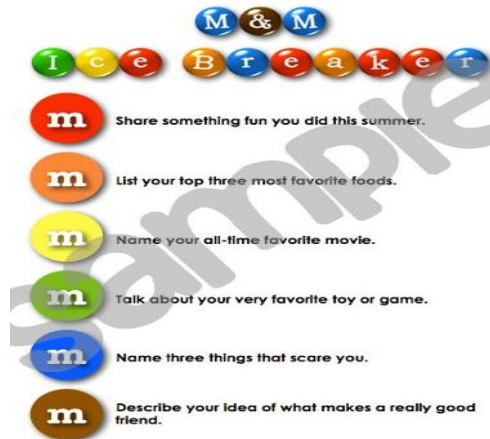 M&M
Ice Breaker
m Share something fun you did this summer.
m List your top three most favorite foods.
m Name your all-time favorite movie.
m Talk about your very favorite toy or game.
m Name three things that scare you.
m Describe your idea of what makes a really good
friend.
sample